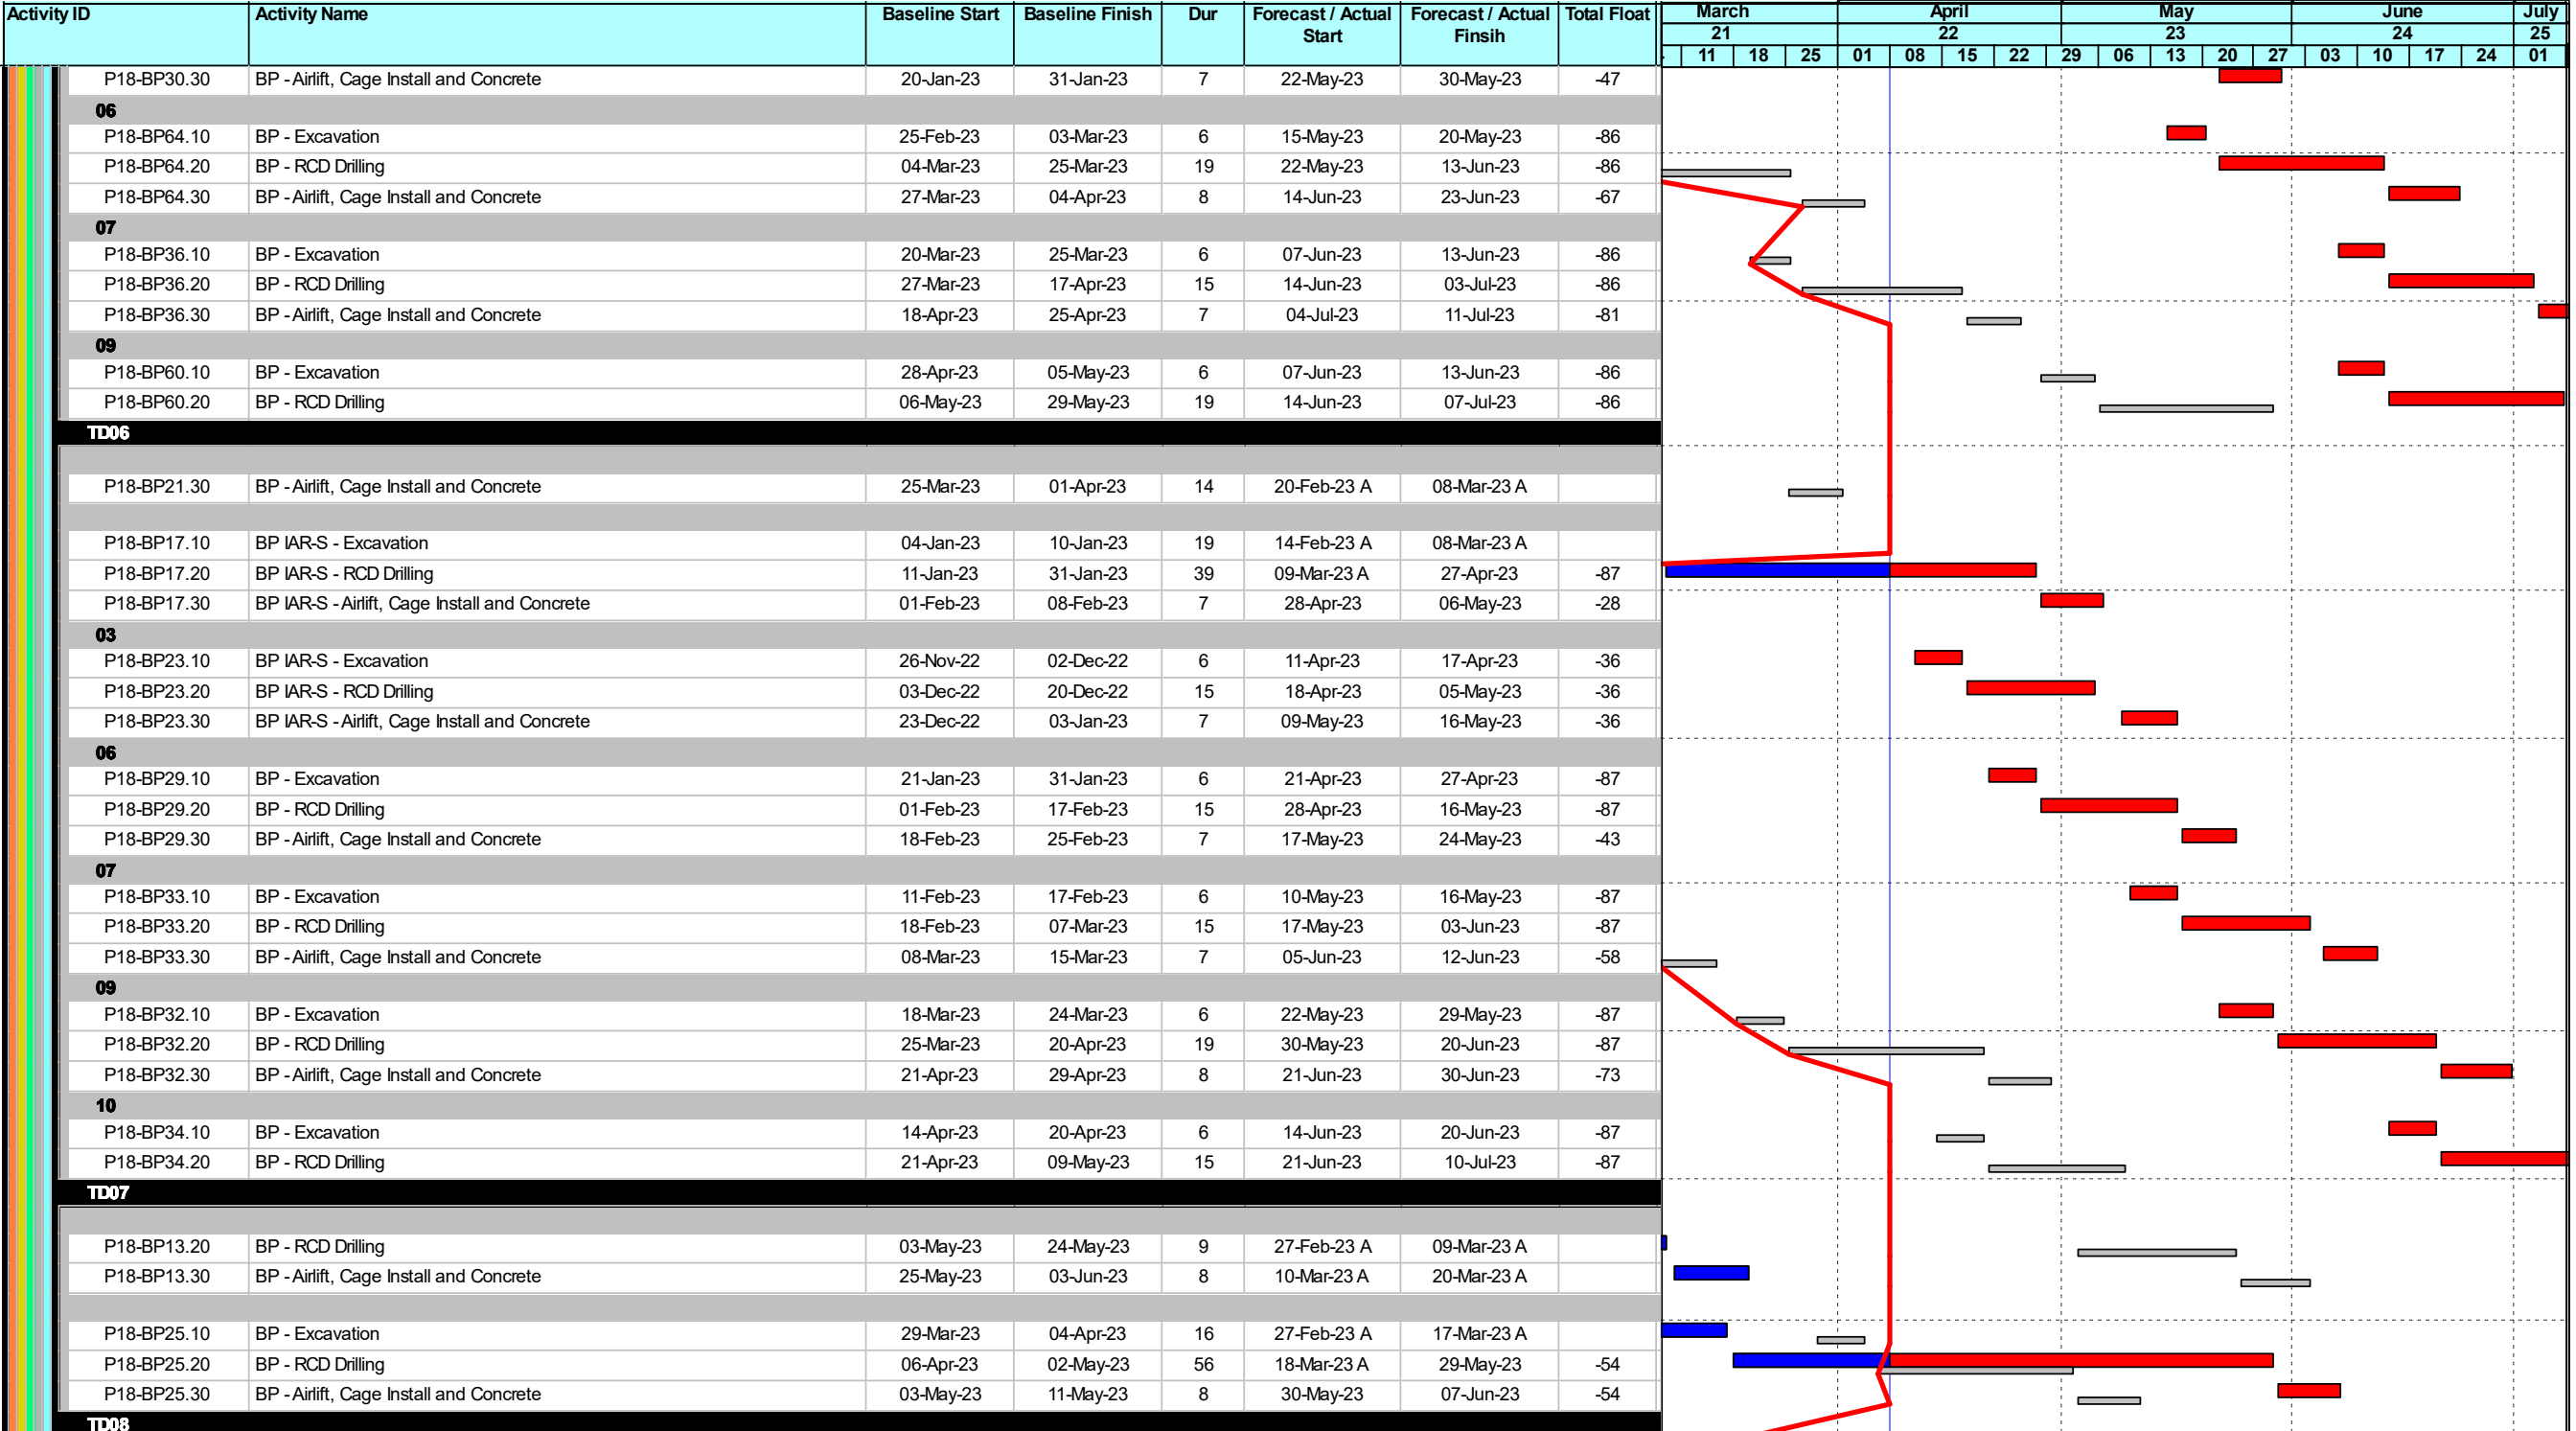 Activity ID Activity Name Baseline Start Baseline Finish Dur Forecast / Actual Start Forecast / Actual Finsih Total Float March April May June July
21 22 23 24 25
11 18 25 01 08 15 22 29 06 13 20 27 03 10 17 24 01
P18-BP30.30 BP - Airlift, Cage Install and Concrete 20-Jan-23 31-Jan-23 7 22-May-23 30-May-23 -47
06
P18-BP64.10 BP - Excavation 25-Feb-23 03-Mar-23 6 15-May-23 20-May-23 -86
P18-BP64.20 BP - RCD Drilling 04-Mar-23 25-Mar-23 19 22-May-23 13-Jun-23 -86
P18-BP64.30 BP - Airlift, Cage Install and Concrete 27-Mar-23 04-Apr-23 8 14-Jun-23 23-Jun-23 -67
07
P18-BP36.10 BP - Excavation 20-Mar-23 25-Mar-23 6 07-Jun-23 13-Jun-23 -86
P18-BP36.20 BP - RCD Drilling 27-Mar-23 17-Apr-23 15 14-Jun-23 03-Jul-23 -86
P18-BP36.30 BP - Airlift, Cage Install and Concrete 18-Apr-23 25-Apr-23 7 04-Jul-23 11-Jul-23 -81
09
P18-BP60.10 BP - Excavation 28-Apr-23 05-May-23 6 07-Jun-23 13-Jun-23 -86
P18-BP60.20 BP - RCD Drilling 06-May-23 29-May-23 19 14-Jun-23 07-Jul-23 -86
TD06
P18-BP21.30 BP - Airlift, Cage Install and Concrete 25-Mar-23 01-Apr-23 14 20-Feb-23 A 08-Mar-23 A
P18-BP17.10 BP IAR-S - Excavation 04-Jan-23 10-Jan-23 19 14-Feb-23 A 08-Mar-23 A
P18-BP17.20 BP IAR-S - RCD Drilling 11-Jan-23 31-Jan-23 39 09-Mar-23 A 27-Apr-23 -87
P18-BP17.30 BP IAR-S - Airlift, Cage Install and Concrete 01-Feb-23 08-Feb-23 7 28-Apr-23 06-May-23 -28
03
P18-BP23.10 BP IAR-S - Excavation 26-Nov-22 02-Dec-22 6 11-Apr-23 17-Apr-23 -36
P18-BP23.20 BP IAR-S - RCD Drilling 03-Dec-22 20-Dec-22 15 18-Apr-23 05-May-23 -36
P18-BP23.30 BP IAR-S - Airlift, Cage Install and Concrete 23-Dec-22 03-Jan-23 7 09-May-23 16-May-23 -36
06
P18-BP29.10 BP - Excavation 21-Jan-23 31-Jan-23 6 21-Apr-23 27-Apr-23 -87
P18-BP29.20 BP - RCD Drilling 01-Feb-23 17-Feb-23 15 28-Apr-23 16-May-23 -87
P18-BP29.30 BP - Airlift, Cage Install and Concrete 18-Feb-23 25-Feb-23 7 17-May-23 24-May-23 -43
07
P18-BP33.10 BP - Excavation 11-Feb-23 17-Feb-23 6 10-May-23 16-May-23 -87
P18-BP33.20 BP - RCD Drilling 18-Feb-23 07-Mar-23 15 17-May-23 03-Jun-23 -87
P18-BP33.30 BP - Airlift, Cage Install and Concrete 08-Mar-23 15-Mar-23 7 05-Jun-23 12-Jun-23 -58
09
P18-BP32.10 BP - Excavation 18-Mar-23 24-Mar-23 6 22-May-23 29-May-23 -87
P18-BP32.20 BP - RCD Drilling 25-Mar-23 20-Apr-23 19 30-May-23 20-Jun-23 -87
P18-BP32.30 BP - Airlift, Cage Install and Concrete 21-Apr-23 29-Apr-23 8 21-Jun-23 30-Jun-23 -73
10
P18-BP34.10 BP - Excavation 14-Apr-23 20-Apr-23 6 14-Jun-23 20-Jun-23 -87
P18-BP34.20 BP - RCD Drilling 21-Apr-23 09-May-23 15 21-Jun-23 10-Jul-23 -87
TD07
P18-BP13.20 BP - RCD Drilling 03-May-23 24-May-23 9 27-Feb-23 A 09-Mar-23 A
P18-BP13.30 BP - Airlift, Cage Install and Concrete 25-May-23 03-Jun-23 8 10-Mar-23 A 20-Mar-23 A
P18-BP25.10 BP - Excavation 29-Mar-23 04-Apr-23 16 27-Feb-23 A 17-Mar-23 A
P18-BP25.20 BP - RCD Drilling 06-Apr-23 02-May-23 56 18-Mar-23 A 29-May-23 -54
P18-BP25.30 BP - Airlift, Cage Install and Concrete 03-May-23 11-May-23 8 30-May-23 07-Jun-23 -54
TD08